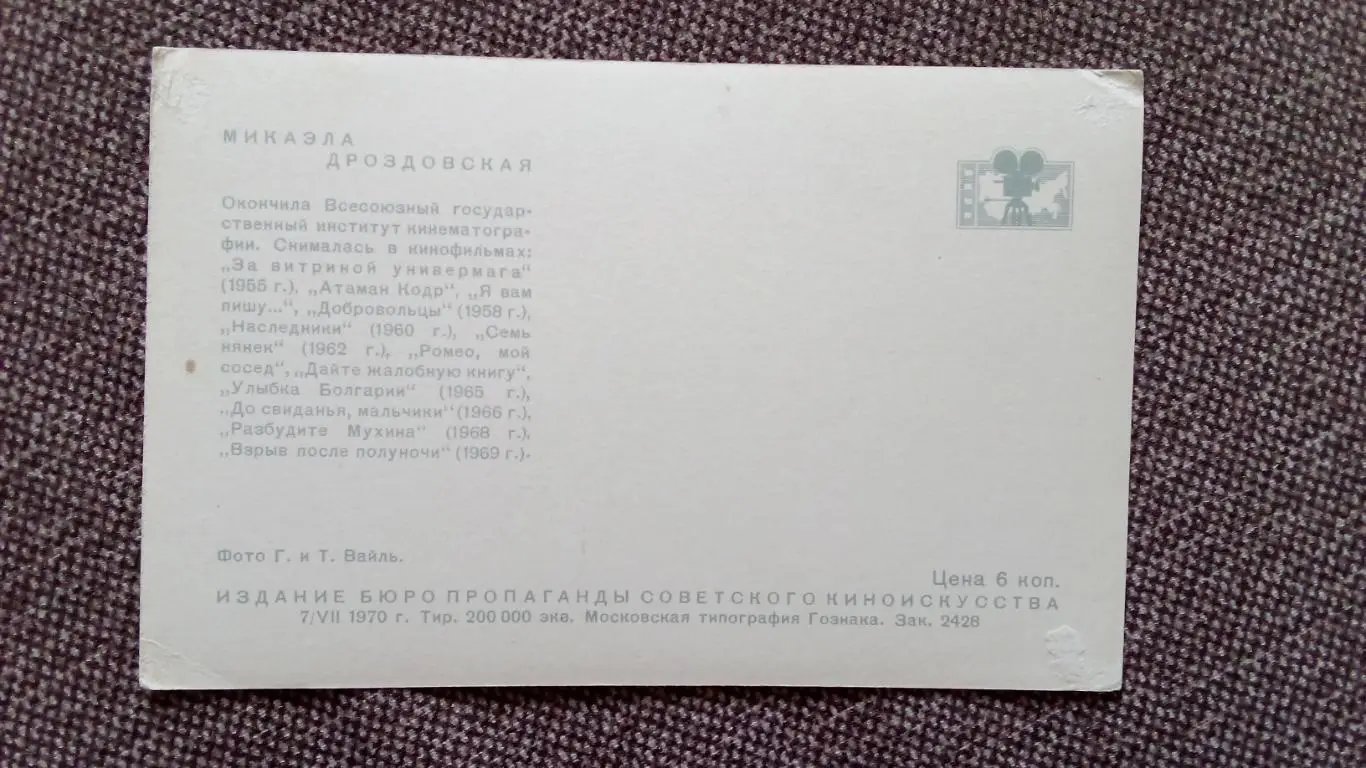 МИКАЭЛА
ДРОЗДОВСКАЯ
Окончила Всесоюзный государ-
ственный институт кинематогра-
фии. Снималась в кинофильмах:
„За витриной универмага“
(1955 г.), „Атаман Кодр“, „Я вам
пишу...“, „Добровольцы“ (1958 г.),
„Наследники“ (1960 г.), „Семь
нянек“ (1962 г.), „Ромео, мой
сосед“, „Дайте жалобную книгу“,
„Улыбка Болгарии“ (1965 г.),
„До свиданья, мальчики“ (1966 г.),
„Разбудите Мухина“ (1968 г.),
„Взрыв после полуночи“ (1969 г.).
Фото Г. и Т. Вайль.
Цена 6 коп.
ИЗДАНИЕ БЮРО ПРОПАГАНДЫ СОВЕТСКОГО КИНОИСКУССТВА
7/VII 1970 г. Тир. 200 000 экз. Московская типография Гознака. Зак. 2428